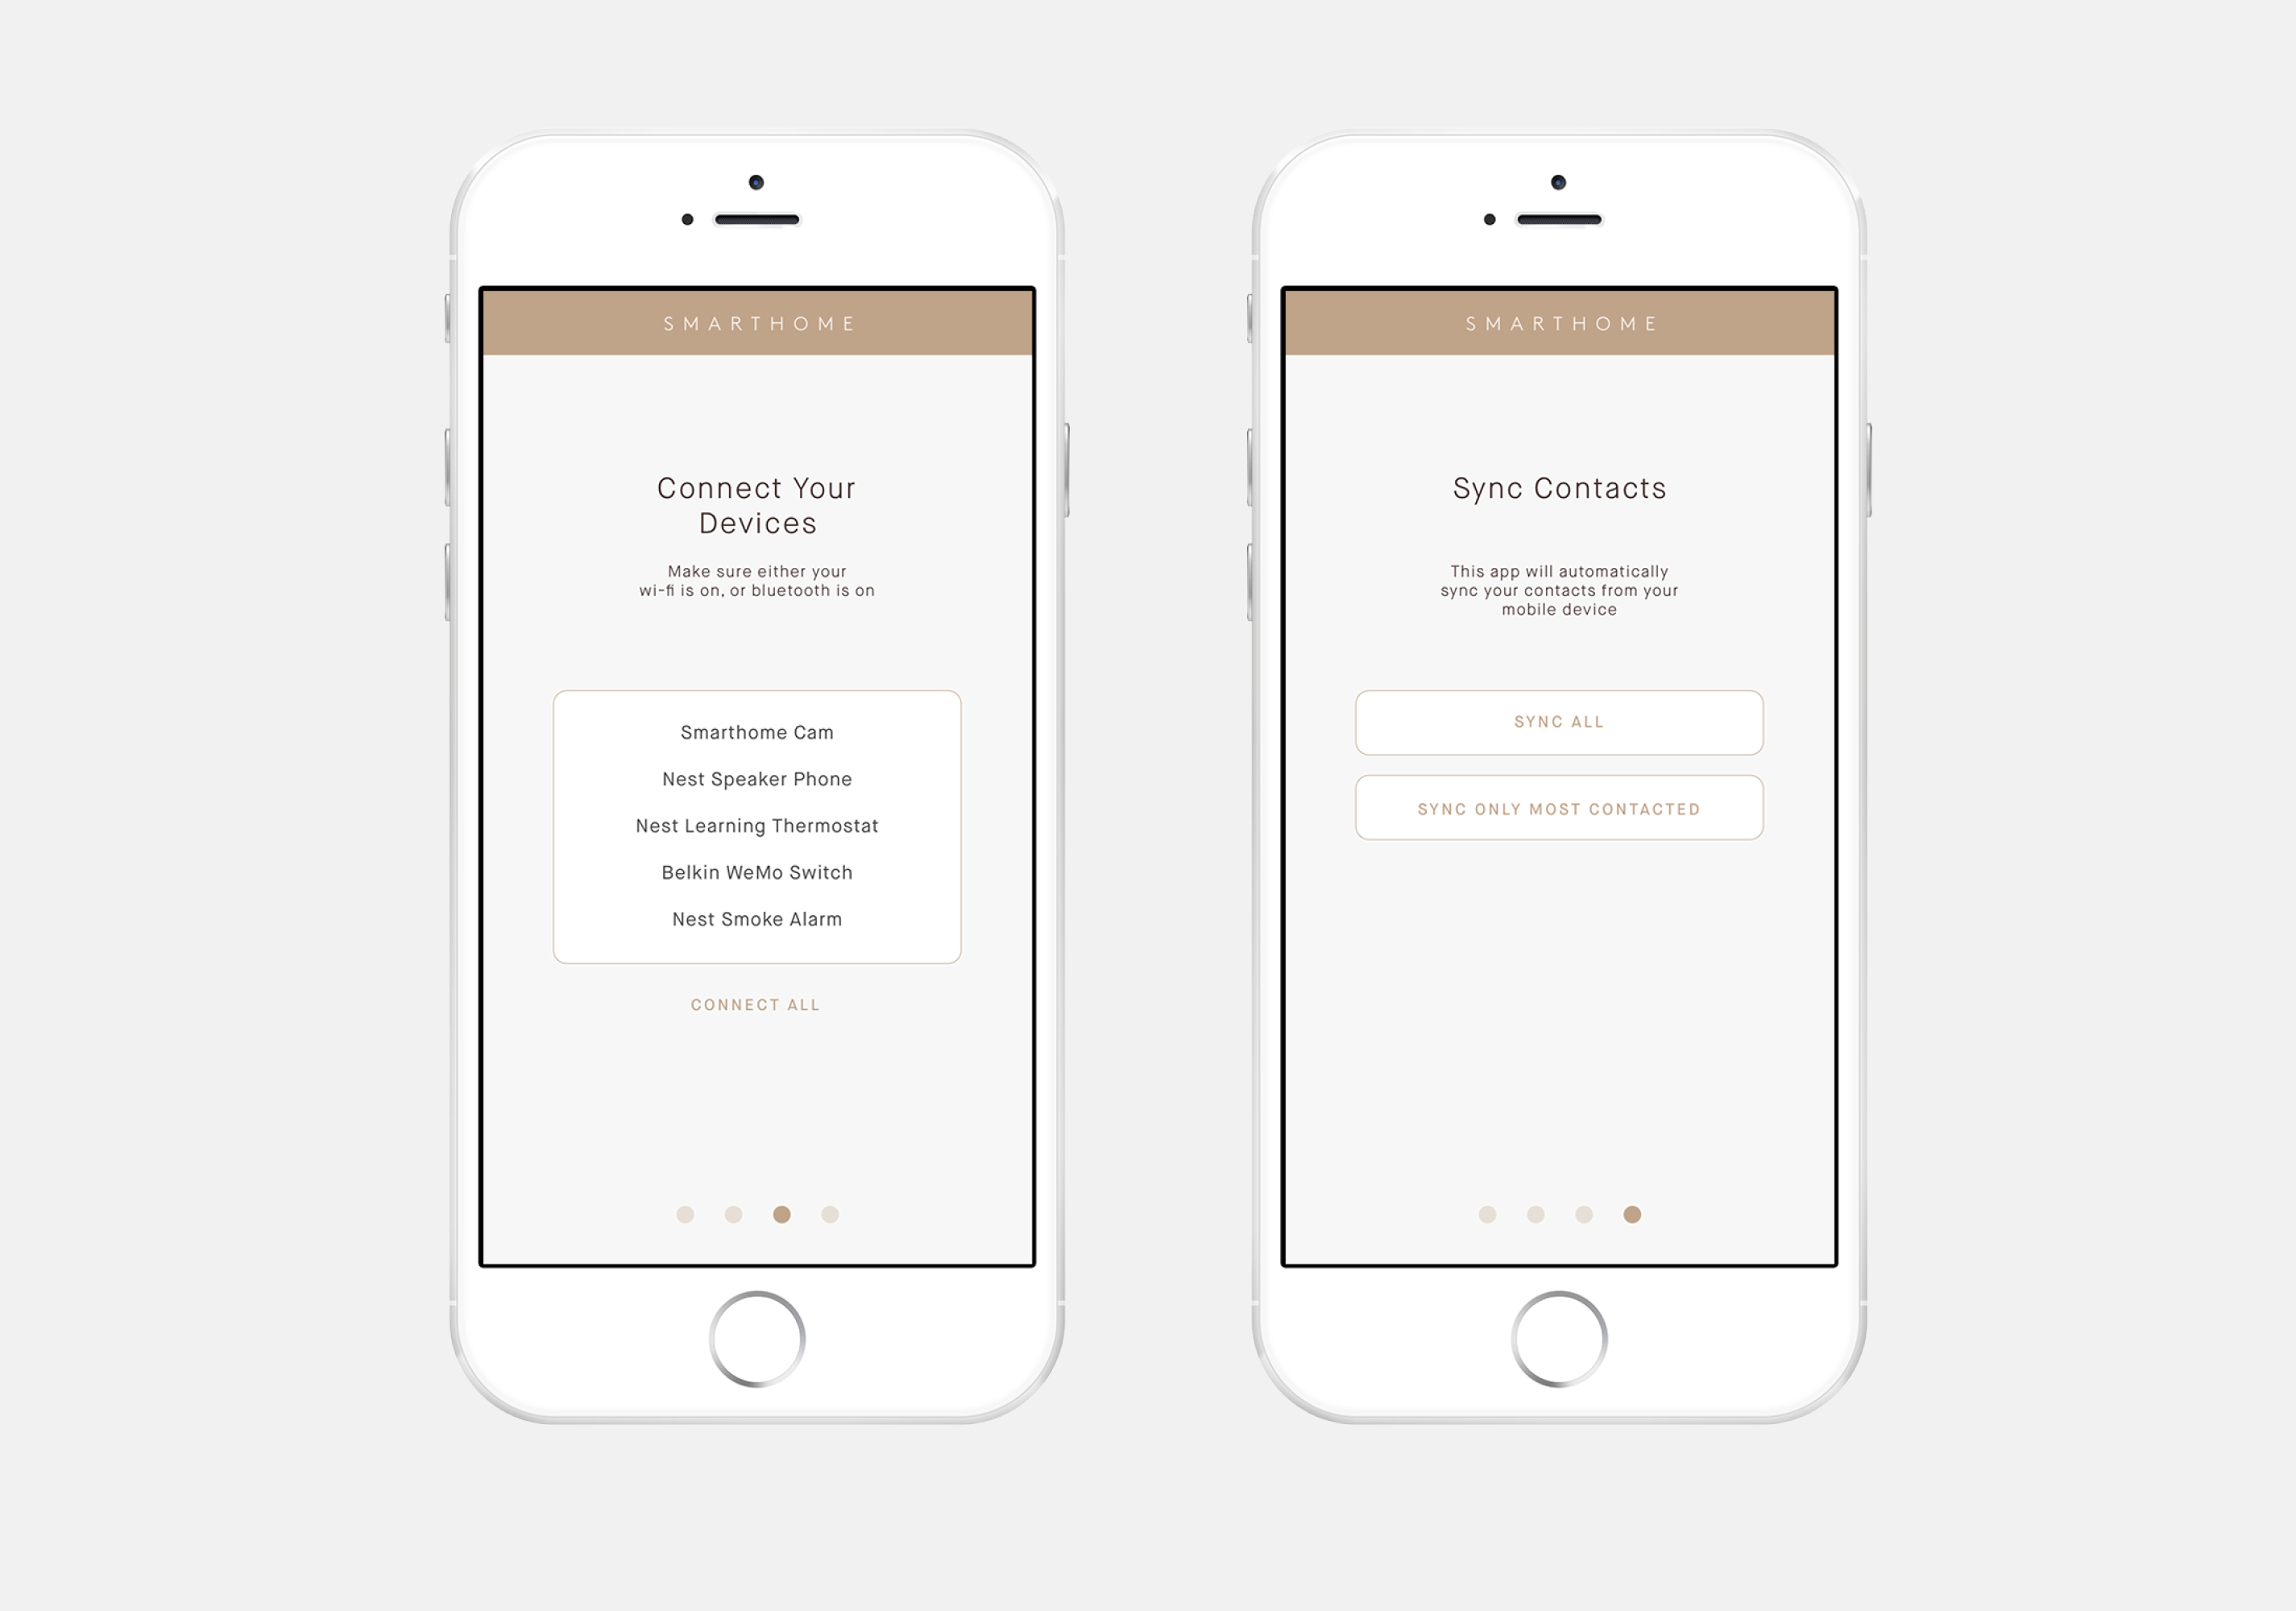 SMARTHOME
Connect Your
Devices
Make sure either your
wi-fi is on, or bluetooth is on
Smarthome Cam
Nest Speaker Phone
Nest Learning Thermostat
Belkin WeMo Switch
Nest Smoke Alarm
CONNECT ALL
SMARTHOME
Sync Contacts
This app will automatically
sync your contacts from your
mobile device
SYNC ALL
SYNC ONLY MOST CONTACTED